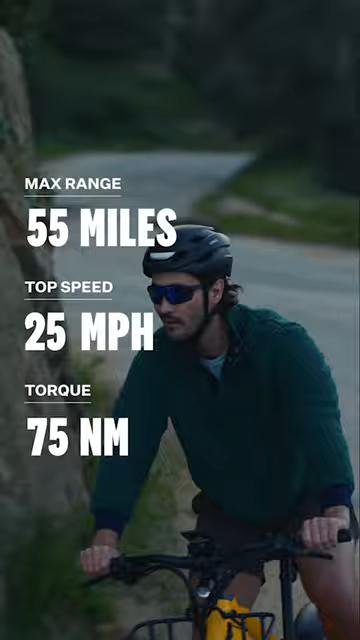 MAX RANGE
55 MILES
TOP SPEED
25 MPH
TORQUE
75 NM